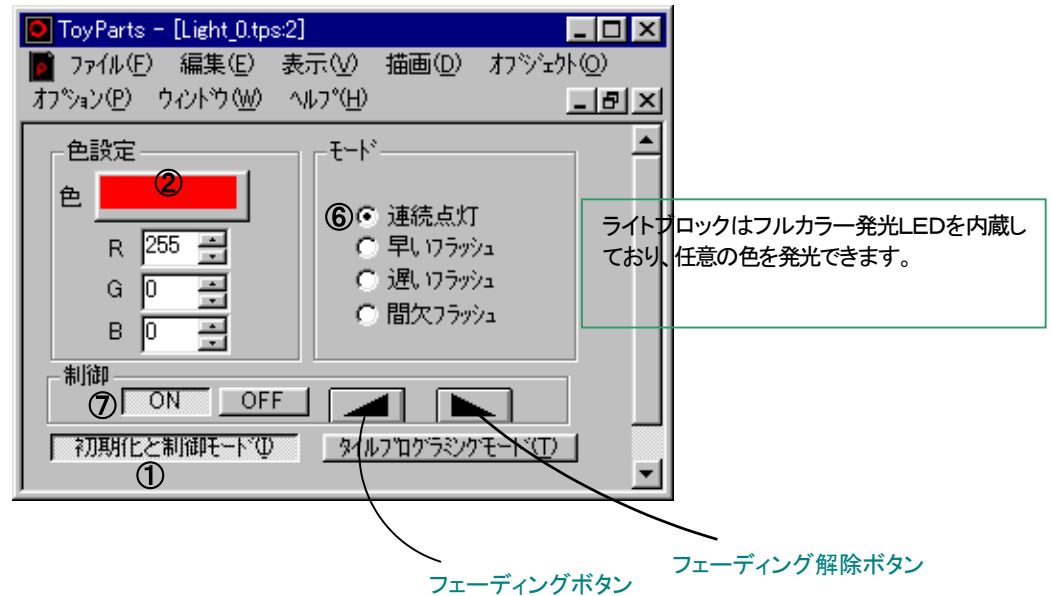 ToyParts - [Light_0.tps:2]
ファイル(F) 編集(E) 表示(V) 描画(D) オブジェクト(O)
オプション(P) ウィンドウ(W) ヘルプ(H)
色設定
色 ②
R 255
G 0
B 0
モード
⑥ 連続点灯
早いフラッシュ
遅いフラッシュ
間欠フラッシュ
ライトブロックはフルカラー発光LEDを内蔵し
ており、任意の色を発光できます。
制御
⑦ ON OFF
初期化と制御モード(I) タイルプログラミングモード(T)
①
フェーディング解除ボタン
フェーディングボタン